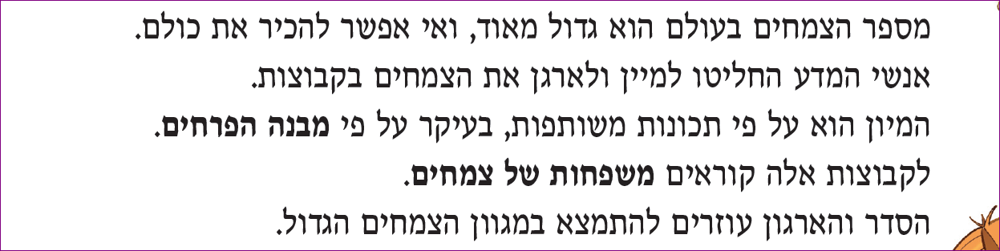 מספר הצמחים בעולם הוא גדול מאוד, ואי אפשר להכיר את כולם.
אנשי המדע החליטו למיין ולארגן את הצמחים בקבוצות.
המיון הוא על פי תכונות משותפות, בעיקר על פי מבנה הפרחים.
לקבוצות אלה קוראים משפחות של צמחים.
הסדר והארגון עוזרים להתמצא במגוון הצמחים הגדול.